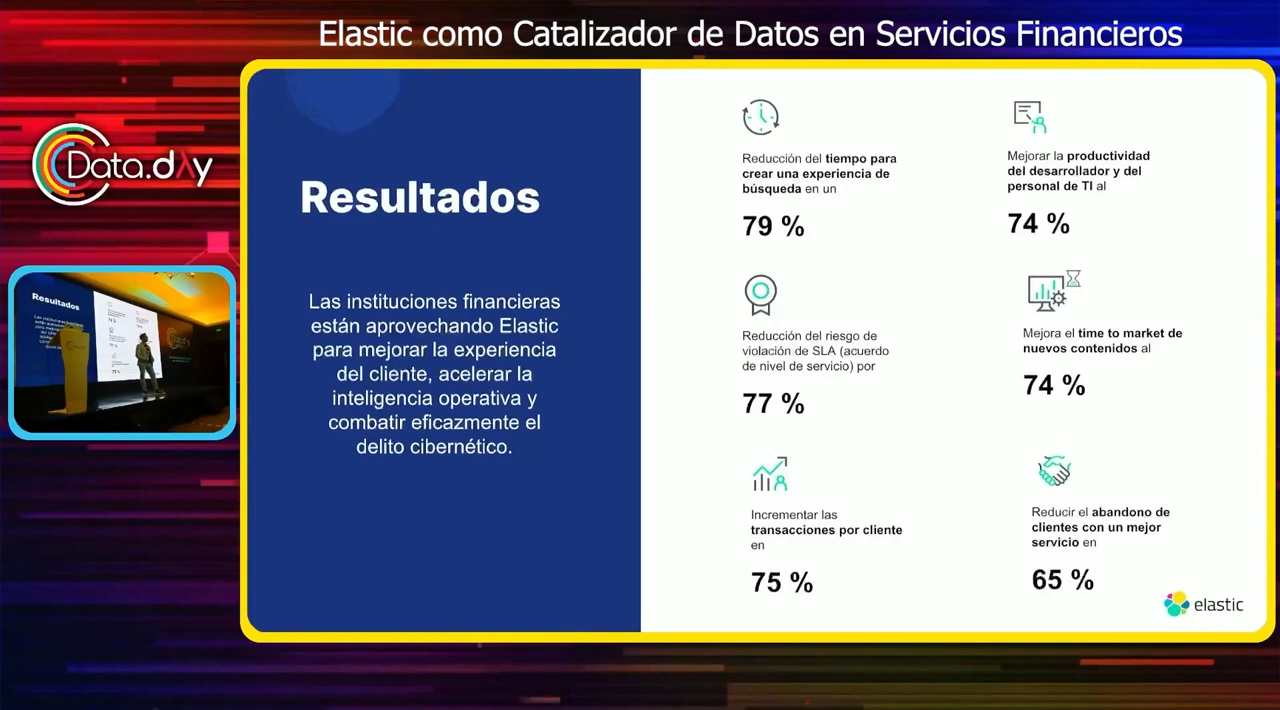 Elastic como Catalizador de Datos en Servicios Financieros
Data.dλy
Resultados
Las instituciones financieras
están aprovechando Elastic
para mejorar la experiencia
del cliente, acelerar la
inteligencia operativa y
combatir eficazmente el
delito cibernético.
Reducción del tiempo para
crear una experiencia de
búsqueda en un
79 %
Mejorar la productividad
del desarrollador y del
personal de TI al
74 %
Reducción del riesgo de
violación de SLA (acuerdo
de nivel de servicio) por
77 %
Mejora el time to market de
nuevos contenidos al
74 %
Incrementar las
transacciones por cliente
en
75 %
Reducir el abandono de
clientes con un mejor
servicio en
65 %
elastic
Resultados